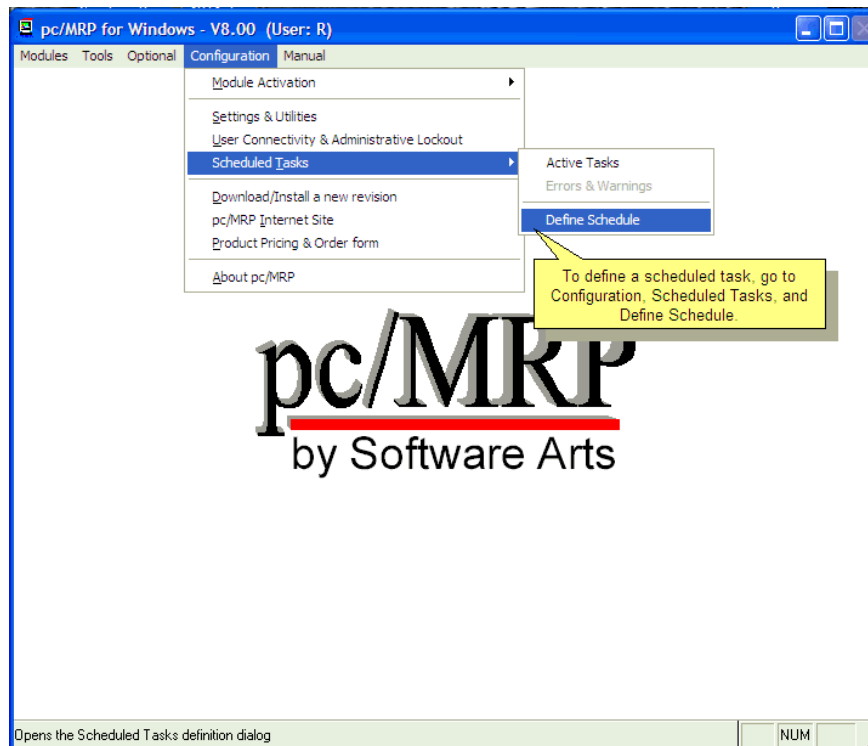 pc/MRP for Windows - V8.00 (User: R)
Modules Tools Optional Configuration Manual
Module Activation
Settings & Utilities
User Connectivity & Administrative Lockout
Scheduled Tasks
Download/Install a new revision
pc/MRP Internet Site
Product Pricing & Order form
About pc/MRP
Active Tasks
Errors & Warnings
Define Schedule
To define a scheduled task, go to
Configuration, Scheduled Tasks, and
Define Schedule.
pc/MRP
by Software Arts
Opens the Scheduled Tasks definition dialog
NUM